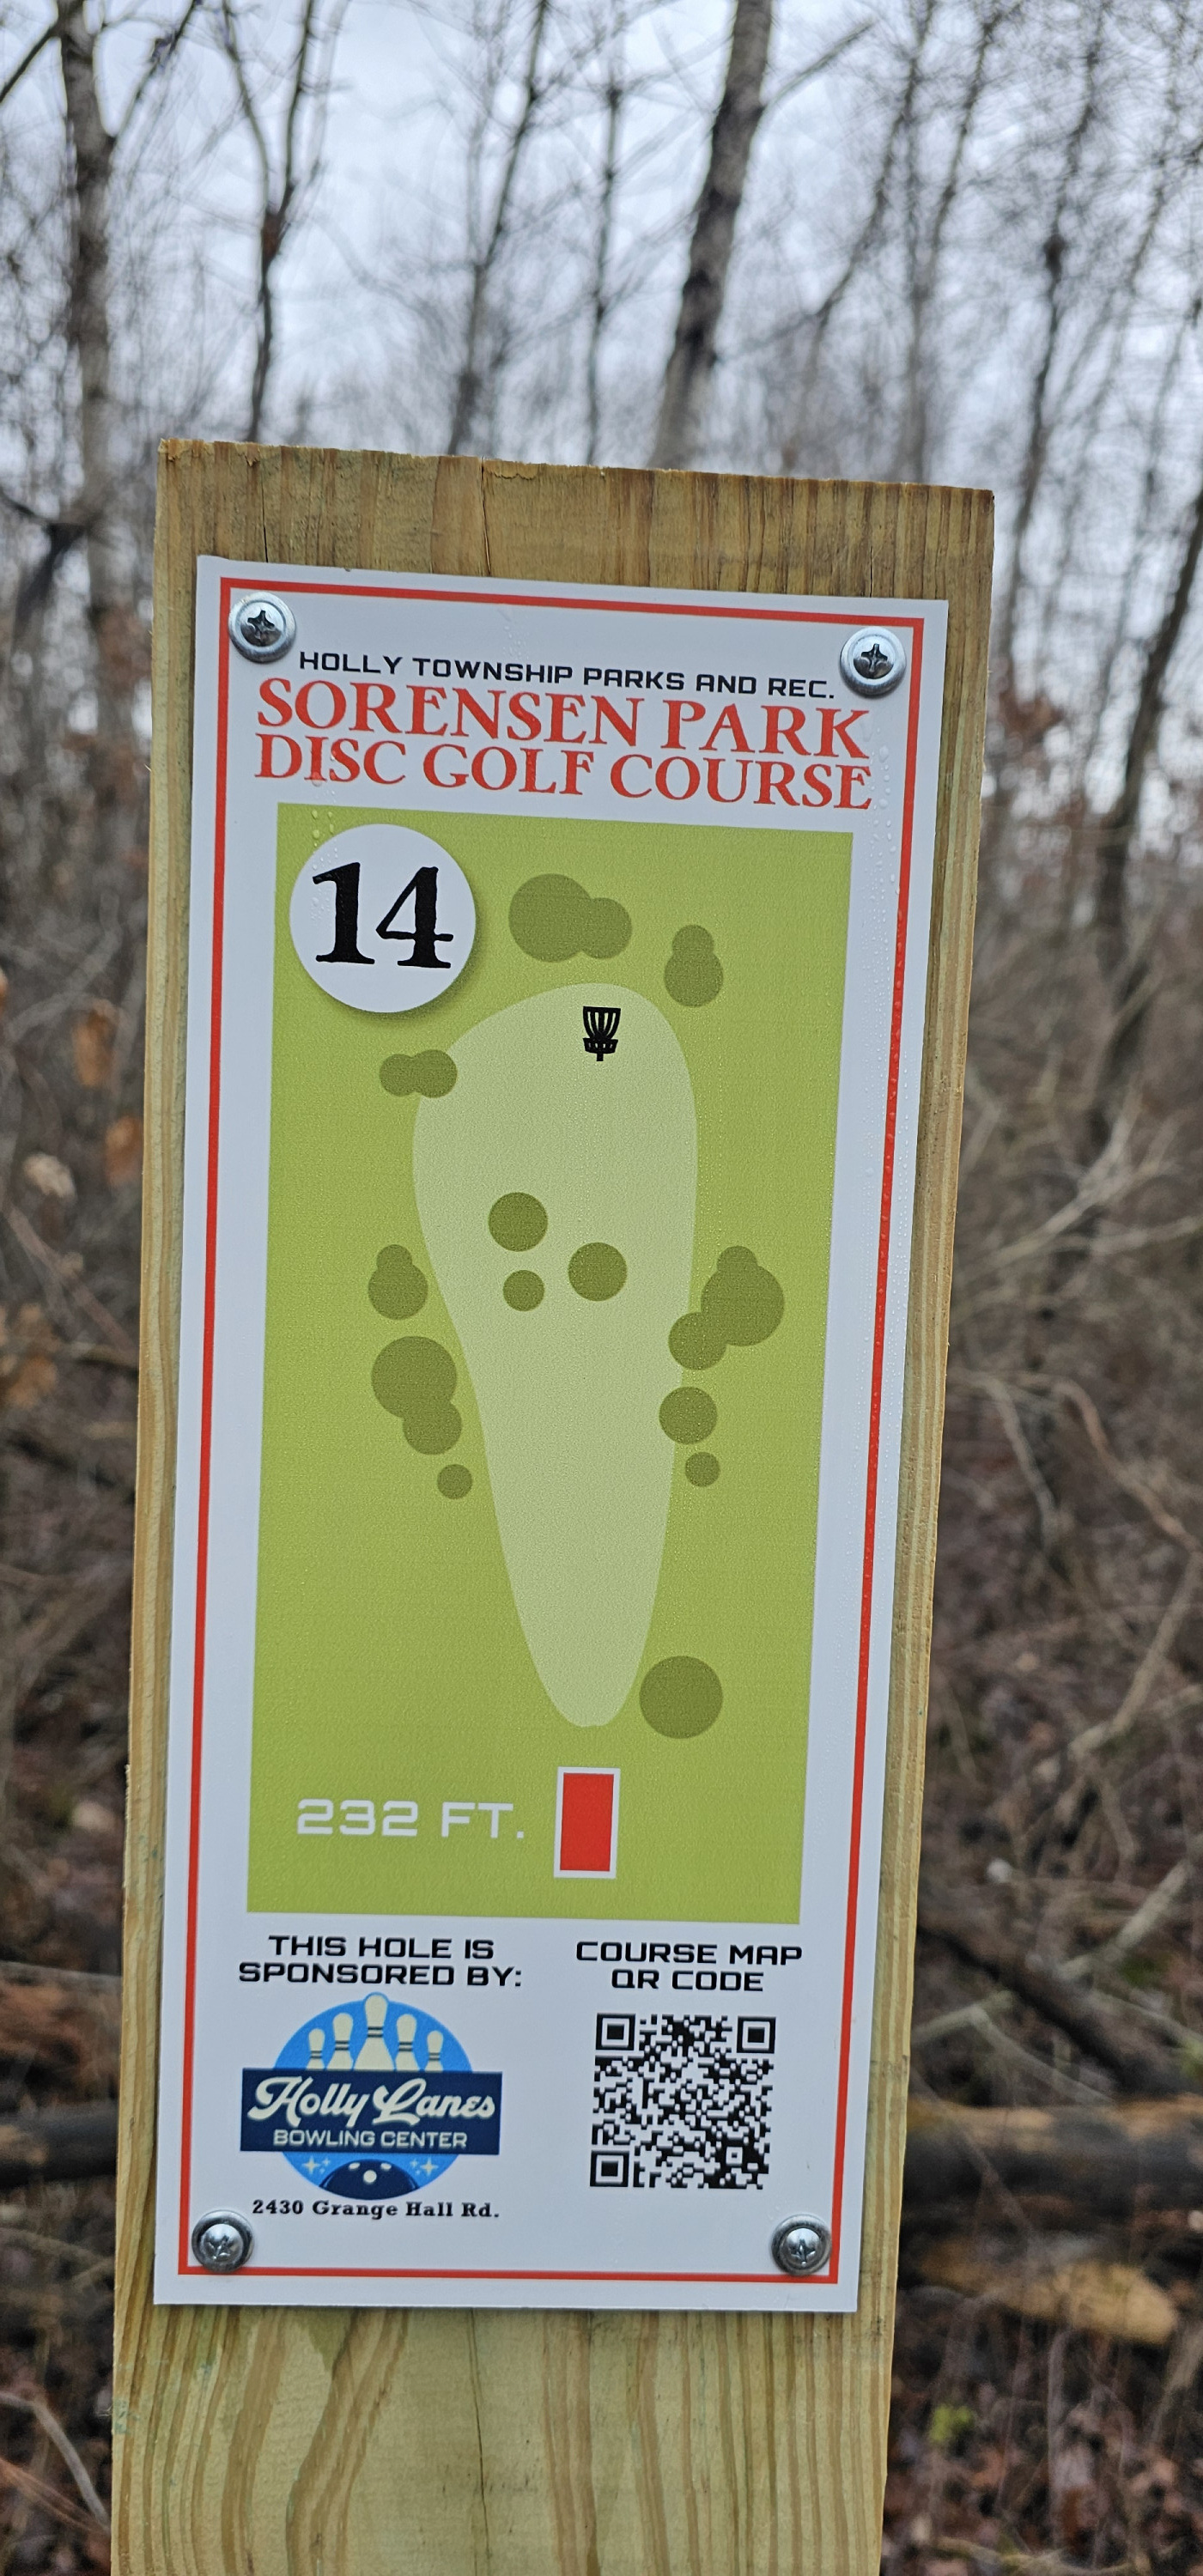 HOLLY TOWNSHIP PARKS AND REC.
SORENSEN PARK
DISC GOLF COURSE
14
232 FT.
THIS HOLE IS
SPONSORED BY:
Holly Lanes
BOWLING CENTER
2430 Grange Hall Rd.
COURSE MAP
QR CODE